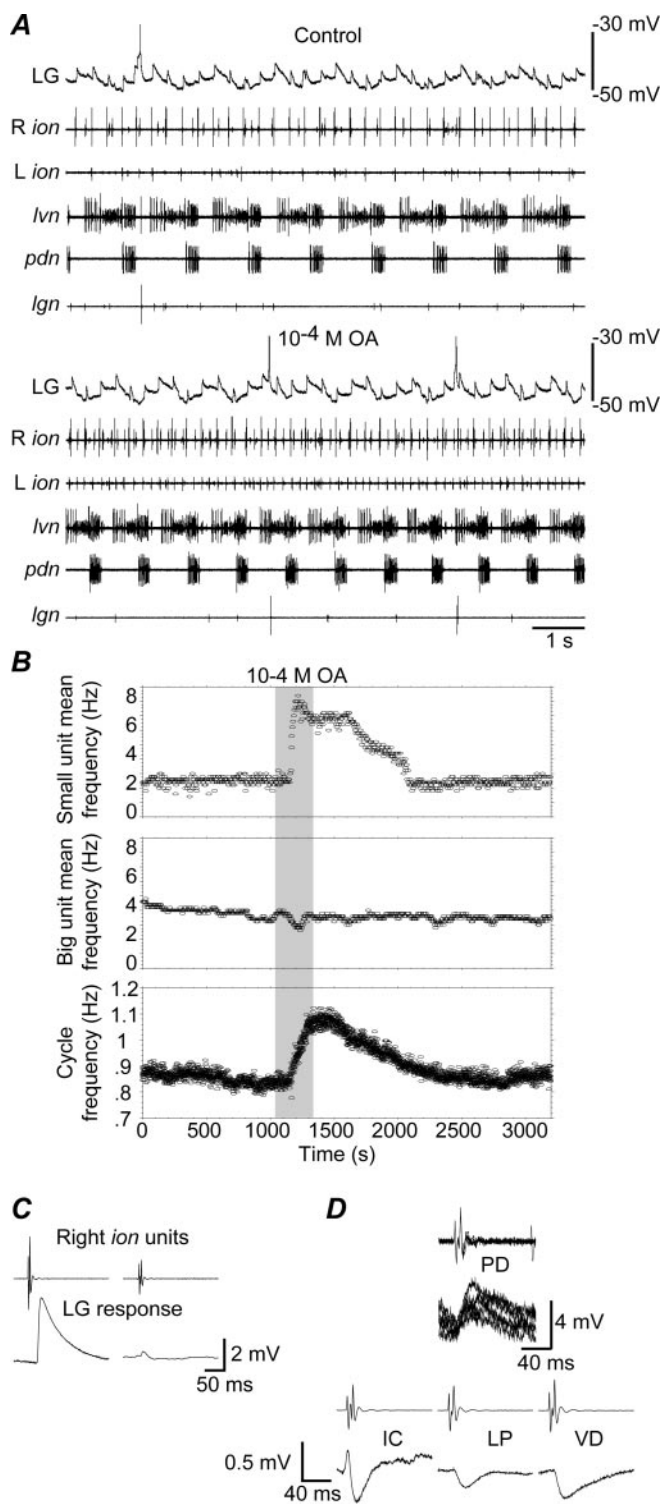 A
Control
-30 mV
LG
-50 mV
R ion
L ion
lvn
pdn
lgn
10-4 M OA
-30 mV
LG
-50 mV
R ion
L ion
lvn
pdn
lgn
1 s
B
10-4 M OA
Small unit mean
frequency (Hz)
8
6
4
2
0
Big unit mean
frequency (Hz)
8
6
4
2
0
Cycle
frequency (Hz)
1.2
1.1
1
.9
.8
.7
0 500 1000 1500 2000 2500 3000
Time (s)
C
Right ion units
LG response
2 mV
50 ms
D
PD
4 mV
40 ms
IC LP VD
0.5 mV
40 ms